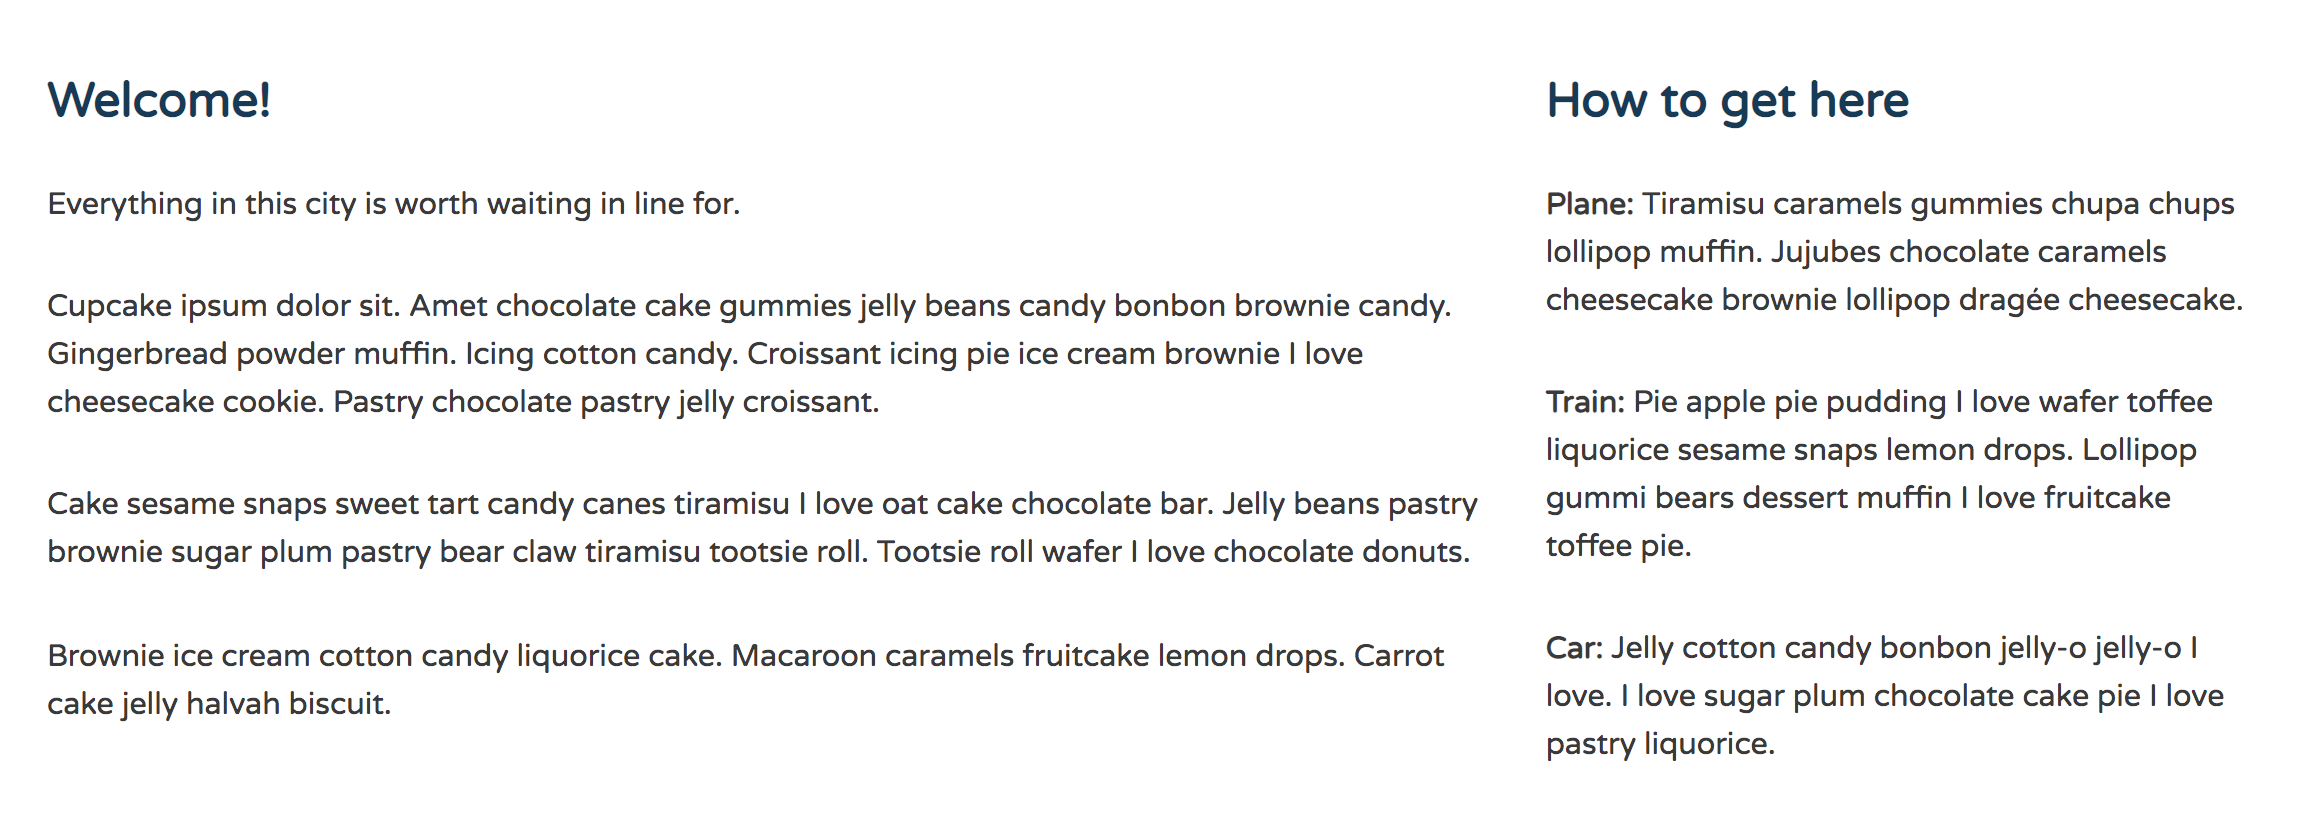 Welcome!
Everything in this city is worth waiting in line for.
Cupcake ipsum dolor sit. Amet chocolate cake gummies jelly beans candy bonbon brownie candy.
Gingerbread powder muffin. Icing cotton candy. Croissant icing pie ice cream brownie I love
cheesecake cookie. Pastry chocolate pastry jelly croissant.
Cake sesame snaps sweet tart candy canes tiramisu I love oat cake chocolate bar. Jelly beans pastry
brownie sugar plum pastry bear claw tiramisu tootsie roll. Tootsie roll wafer I love chocolate donuts.
Brownie ice cream cotton candy liquorice cake. Macaroon caramels fruitcake lemon drops. Carrot
cake jelly halvah biscuit.
How to get here
Plane: Tiramisu caramels gummies chupa chups
lollipop muffin. Jujubes chocolate caramels
cheesecake brownie lollipop dragée cheesecake.
Train: Pie apple pie pudding I love wafer toffee
liquorice sesame snaps lemon drops. Lollipop
gummi bears dessert muffin I love fruitcake
toffee pie.
Car: Jelly cotton candy bonbon jelly-o jelly-o I
love. I love sugar plum chocolate cake pie I love
pastry liquorice.